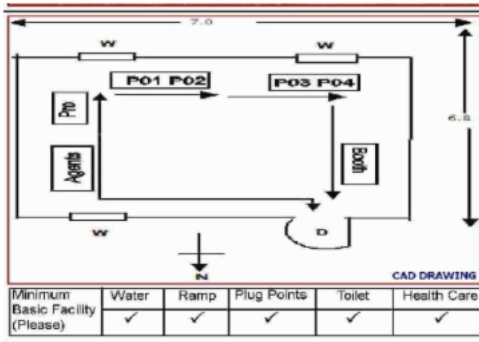 7.0
W
W
P01 P02
P03 P04
Pro
6.8
Agents
Booth
W
D
N
CAD DRAWING
Minimum Basic Facility (Please)
Water
Ramp
Plug Points
Toilet
Health Care
✓ ✓ ✓ ✓ ✓